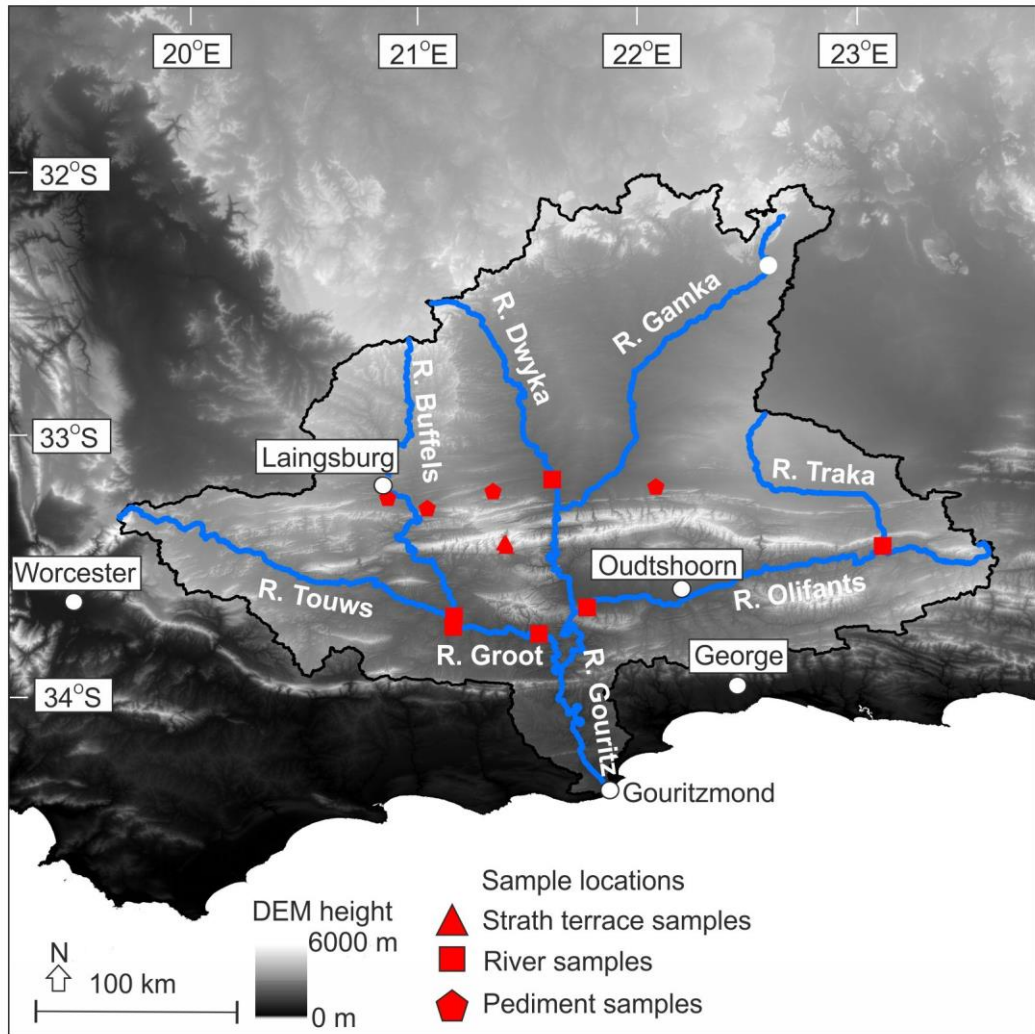 20°E
21°E
22°E
23°E
32°S
R. Gamka
R. Dwyka
R. Buffels
33°S
Laingsburg
R. Traka
Worcester
Oudtshoorn
R. Touws
R. Olifants
R. Groot
George
34°S
R. Gouritz
Gouritzmond
Sample locations
DEM height
6000 m
Strath terrace samples
N
River samples
100 km
Pediment samples
0 m